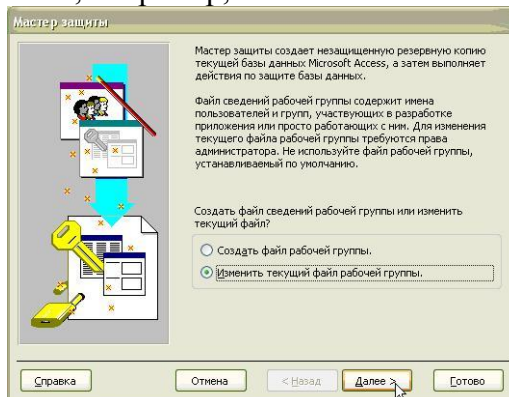 Мастер защиты
Мастер защиты создает незащищенную резервную копию
текущей базы данных Microsoft Access, а затем выполняет
действия по защите базы данных.
Файл сведений рабочей группы содержит имена
пользователей и групп, участвующих в разработке
приложения или просто работающих с ним. Для изменения
текущего файла рабочей группы требуются права
администратора. Не используйте файл рабочей группы,
устанавливаемый по умолчанию.
Создать файл сведений рабочей группы или изменить
текущий файл?
Создать файл рабочей группы.
Изменить текущий файл рабочей группы.
Справка
Отмена
< Назад
Далее >
Готово